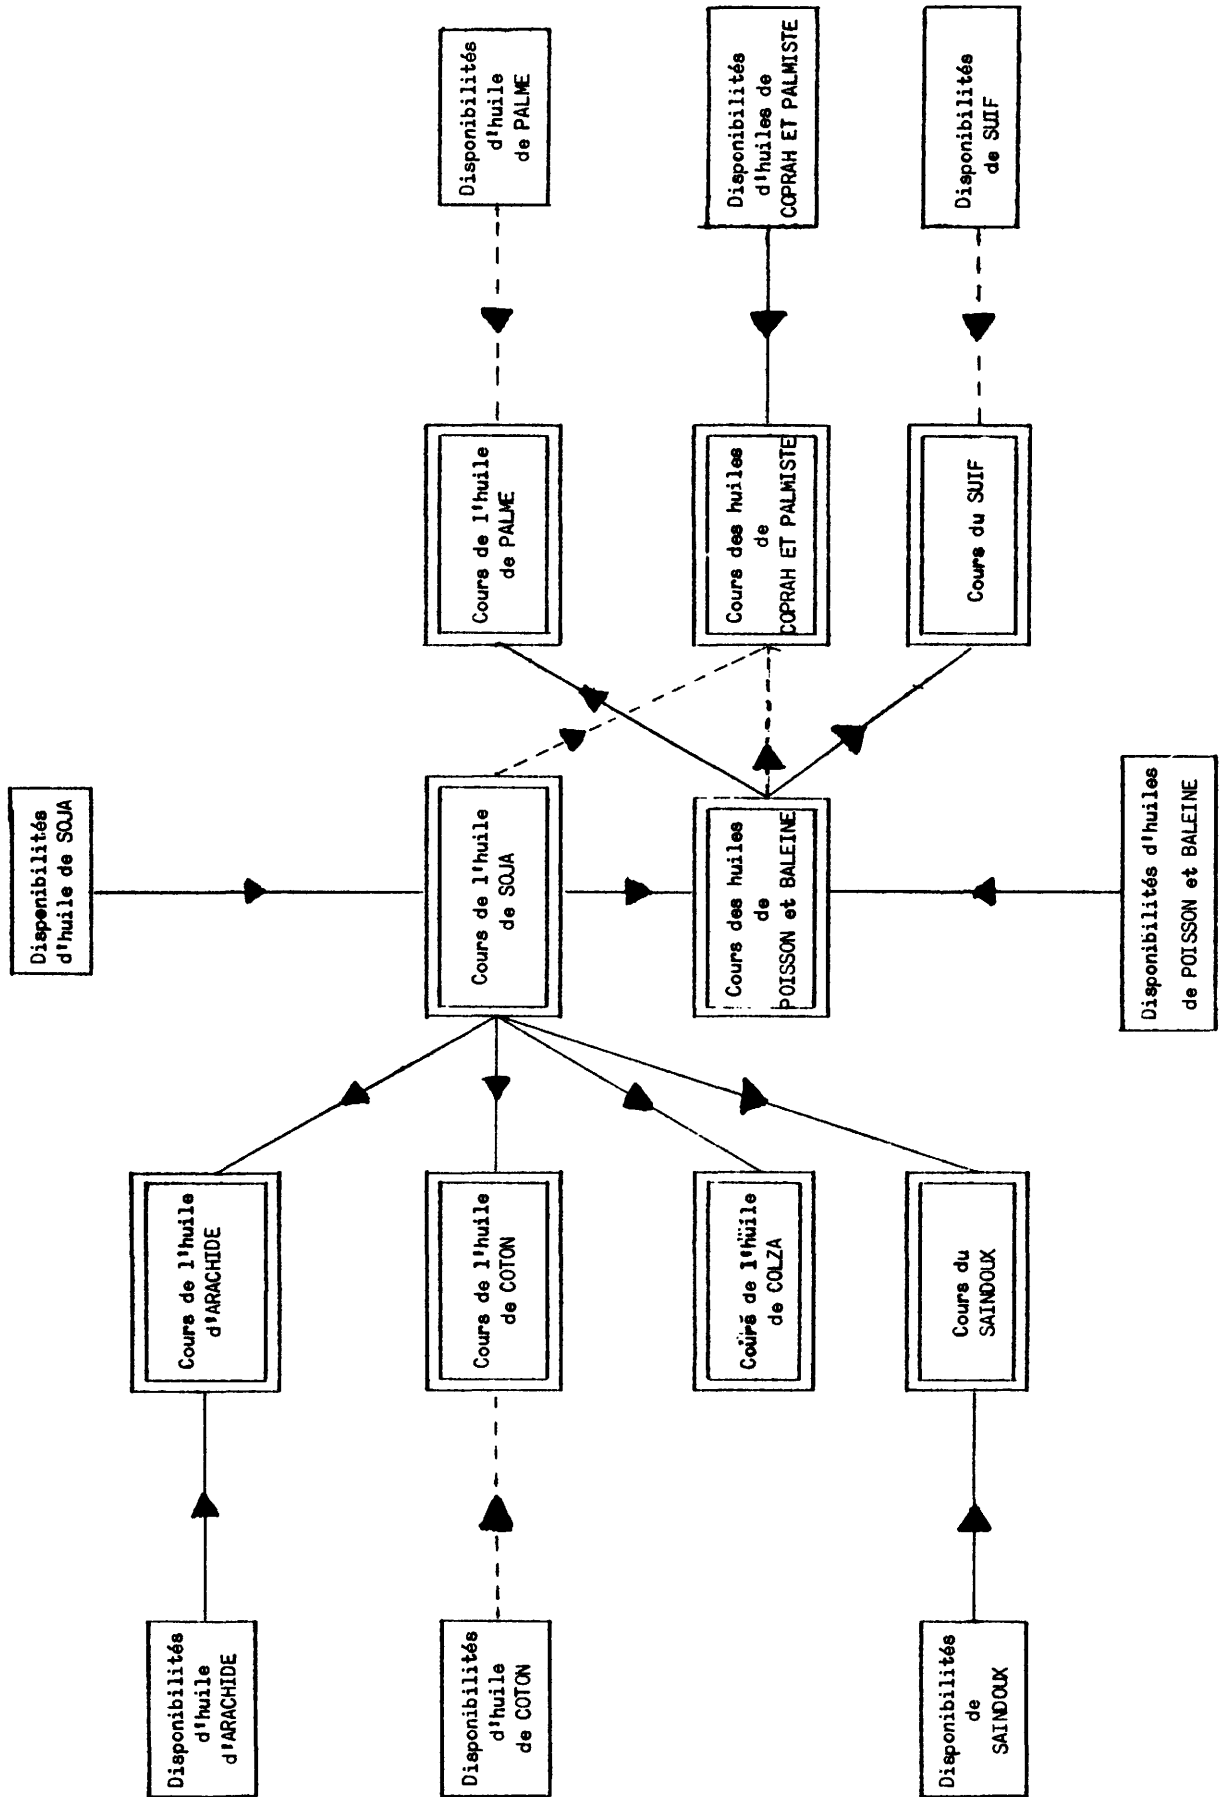 Disponibilités
d'huile
d'ARACHIDE
Disponibilités
d'huile
de COTON
Disponibilités
de
SAINDOUX
Cours de l'huile
d'ARACHIDE
Cours de l'huile
de COTON
Cours de l'huile
de COLZA
Cours du
SAINDOUX
Disponibilités
d'huile de SOJA
Cours de l'huile
de SOJA
Cours des huiles
de
POISSON et BALEINE
Disponibilités d'huiles
de POISSON et BALEINE
Cours de l'huile
de PALME
Cours des huiles
de
COPRAH ET PALMISTE
Cours du SUIF
Disponibilités
d'huile
de PALME
Disponibilités
d'huiles de
COPRAH ET PALMISTE
Disponibilités
de SUIF